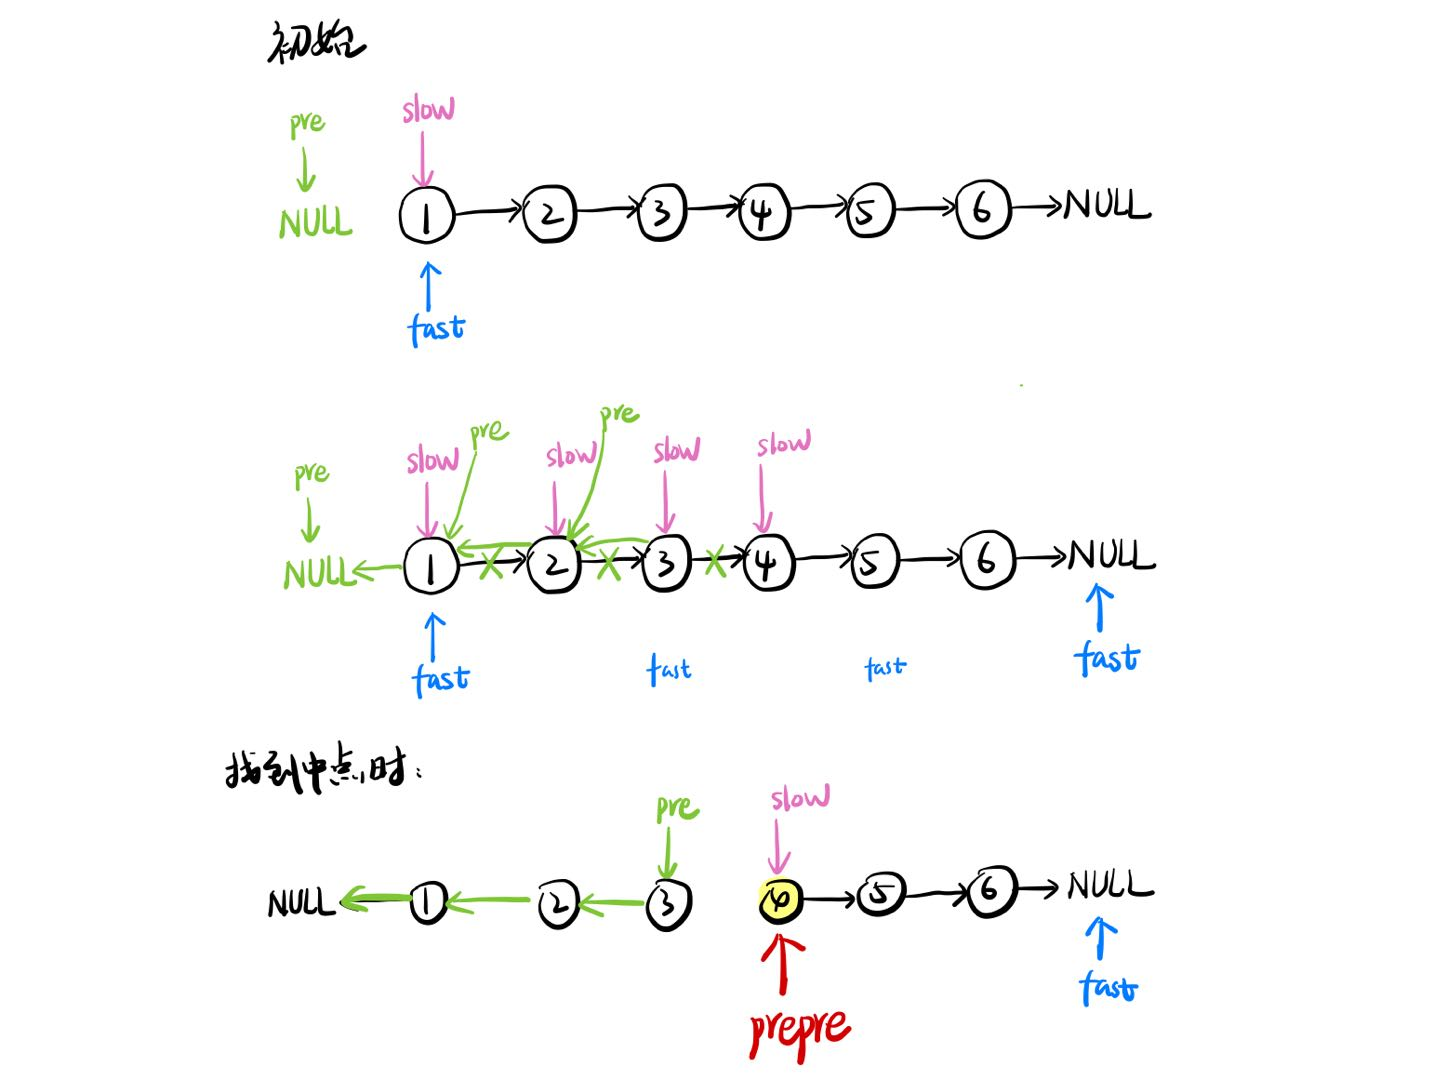 初始
pre slow
NULL 1 2 3 4 5 6 NULL
fast
pre slow pre slow pre slow slow
NULL 1 2 3 4 5 6 NULL
fast fast fast fast
找到中点时:
pre slow
NULL 1 2 3 4 5 6 NULL
fast
prepre